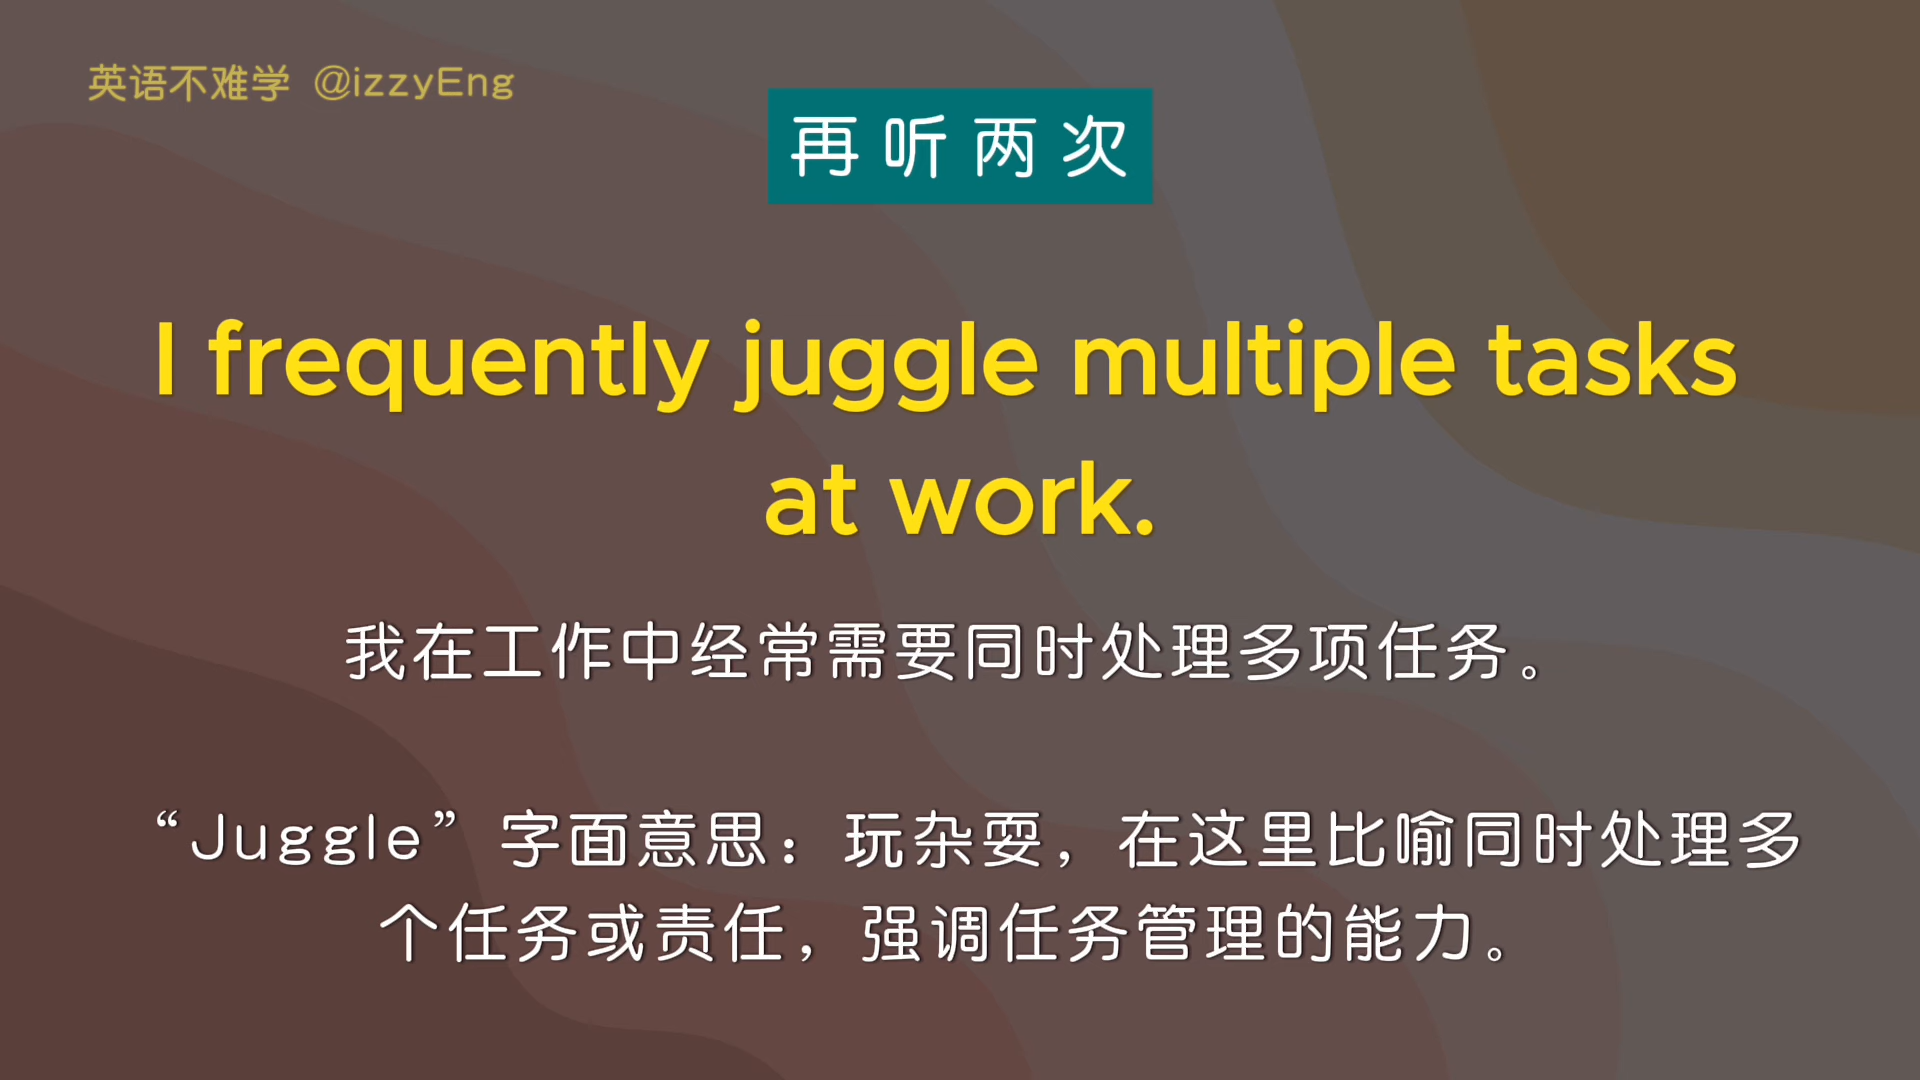 英语不难学 @izzyEng
再听两次
I frequently juggle multiple tasks
at work.
我在工作中经常需要同时处理多项任务。
“Juggle”字面意思：玩杂耍，在这里比喻同时处理多
个任务或责任，强调任务管理的能力。